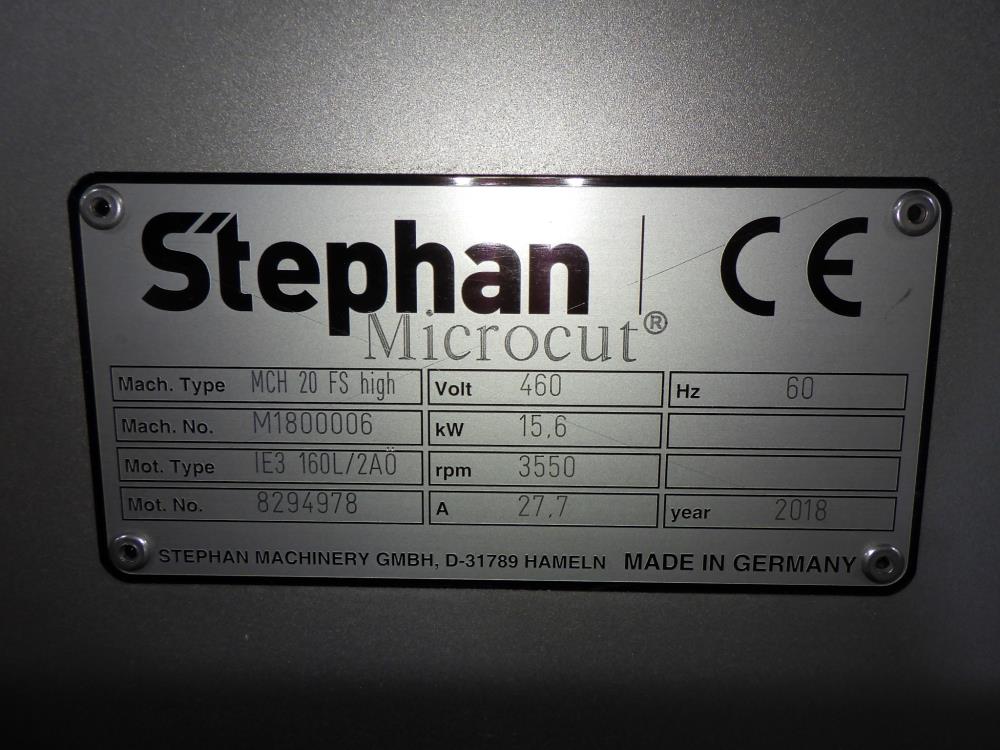 Stephan | CE
Microcut®
Mach. Type MCH 20 FS high Volt 460 Hz 60
Mach. No. M1800006 kW 15,6
Mot. Type IE3 160L/2AÖ rpm 3550
Mot. No. 8294978 A 27,7 year 2018
STEPHAN MACHINERY GMBH, D-31789 HAMELN MADE IN GERMANY